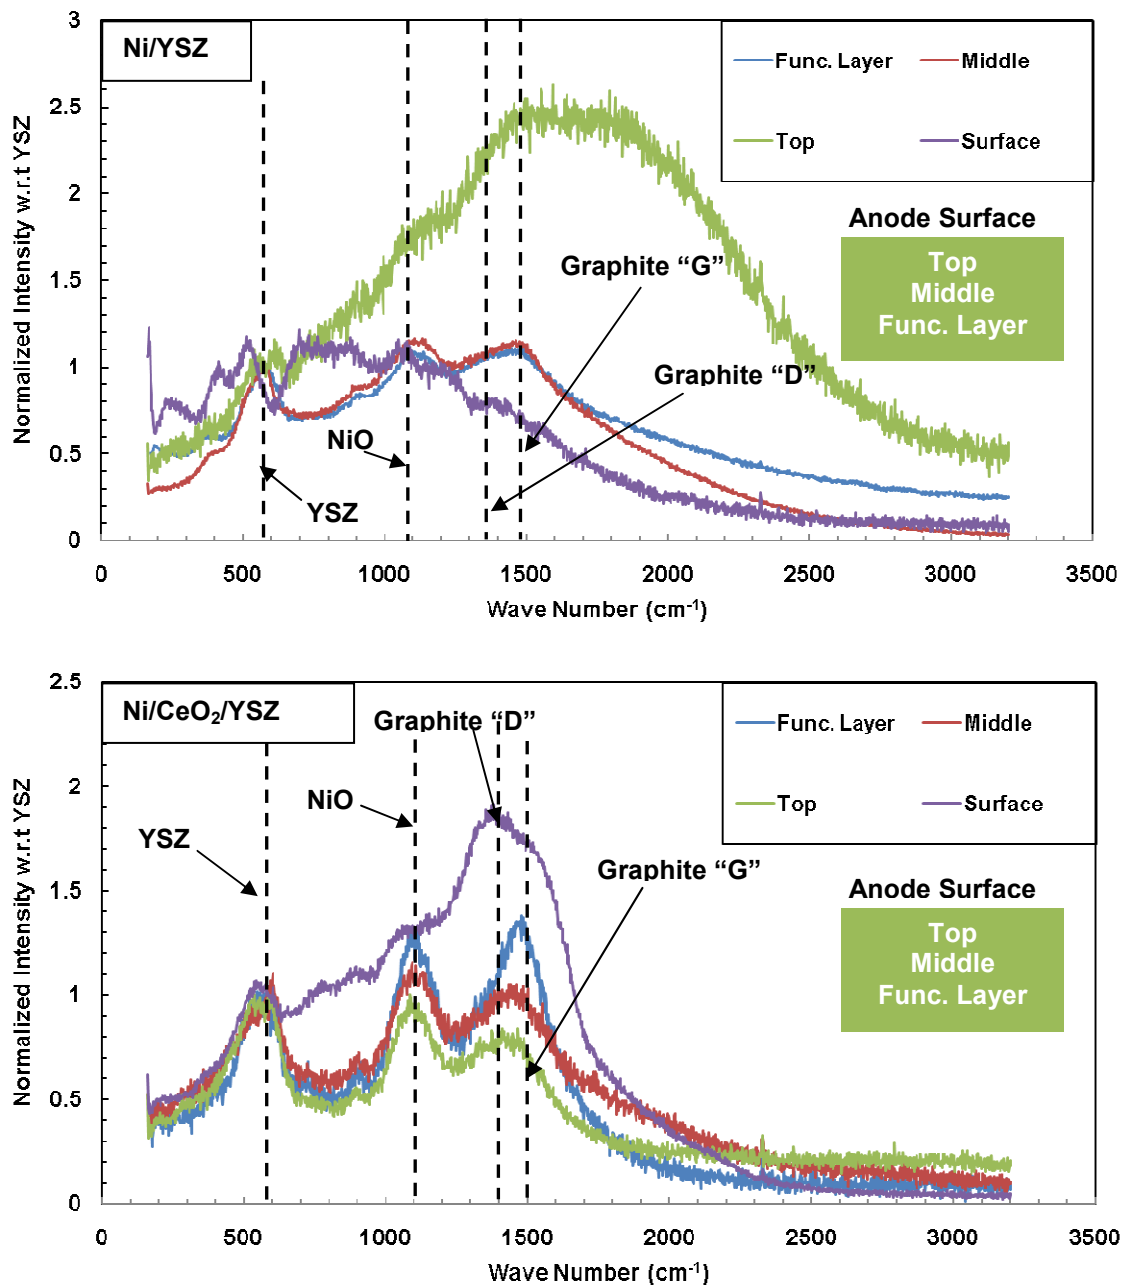 Ni/YSZ
Func. Layer
Middle
Top
Surface
Normalized Intensity w.r.t YSZ
3
2.5
2
1.5
1
0.5
0
Anode Surface
Top
Middle
Func. Layer
Graphite “G”
Graphite “D”
NiO
YSZ
0 500 1000 1500 2000 2500 3000 3500
Wave Number (cm-1)
Ni/CeO2/YSZ
Func. Layer
Middle
Top
Surface
Normalized Intensity w.r.t YSZ
2.5
2
1.5
1
0.5
0
Graphite “D”
NiO
YSZ
Graphite “G”
Anode Surface
Top
Middle
Func. Layer
0 500 1000 1500 2000 2500 3000 3500
Wave Number (cm-1)